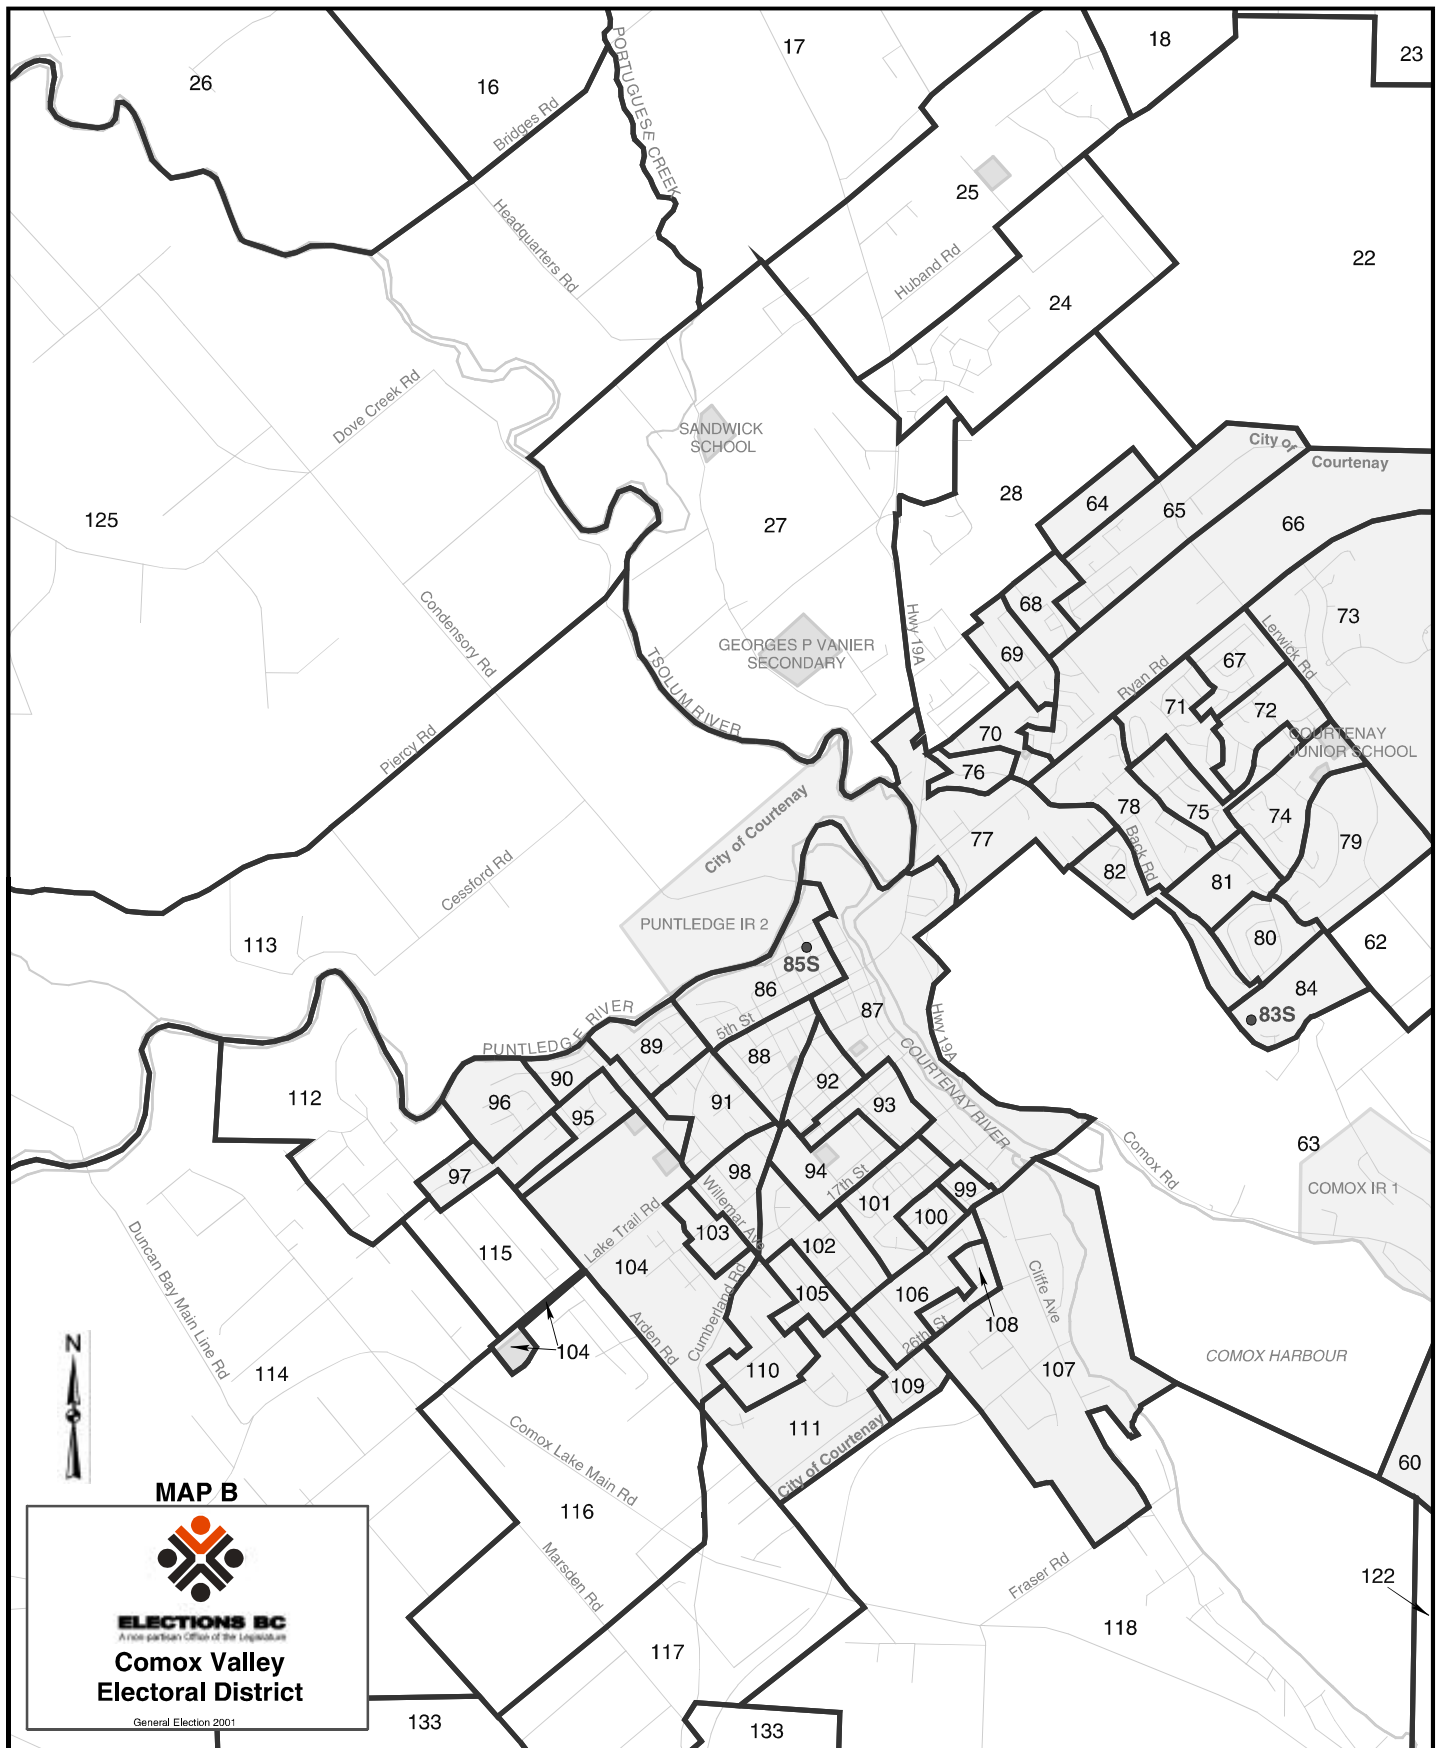 17
18
23
26
16
PORTUGUESE CREEK
Bridges Rd
25
Headquarters Rd
Huband Rd
22
24
Dove Creek Rd
SANDWICK
SCHOOL
City of
Courtenay
125
27
28
64
65
66
Condensory Rd
Hwy 19A
68
73
GEORGES P VANIER
SECONDARY
69
Lerwick Rd
67
TSOLUM RIVER
Ryan Rd
71
72
Piercy Rd
70
COURTENAY
JUNIOR SCHOOL
76
City of Courtenay
78
75
74
77
79
Back Rd
82
81
Cessford Rd
PUNTLEDGE IR 2
113
80
62
85S
86
84
87
83S
PUNTLEDGE RIVER
5th St
Hwy 19A
89
88
COURTENAY RIVER
90
92
112
96
91
93
95
Comox Rd
63
97
98
94
17th St
99
COMOX IR 1
Willemar Ave
101
100
Lake Trail Rd
103
102
115
104
Duncan Bay Main Line Rd
Cliffe Ave
105
106
Cumberland Rd
108
Arden Rd
26th St
104
N
COMOX HARBOUR
114
110
107
109
111
City of Courtenay
Comox Lake Main Rd
60
MAP B
116
Marsden Rd
Fraser Rd
122
ELECTIONS BC
A non-partisan Office of the Legislature
118
117
Comox Valley
Electoral District
General Election 2001
133
133